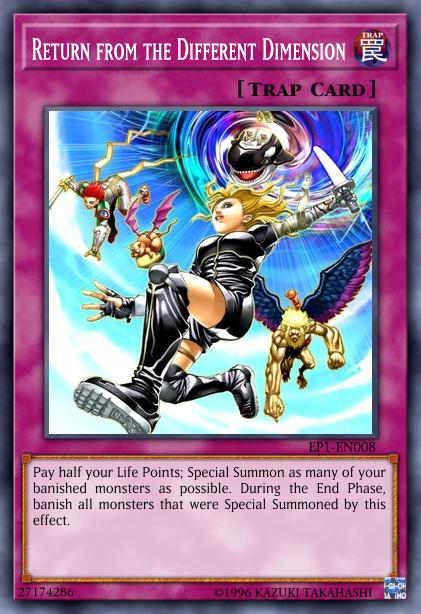 RETURN FROM THE DIFFERENT DIMENSION
TRAP
罠
[TRAP CARD]
EP1-EN008
Pay half your Life Points; Special Summon as many of your
banished monsters as possible. During the End Phase,
banish all monsters that were Special Summoned by this
effect.
27174286
©1996 KAZUKI TAKAHASHI